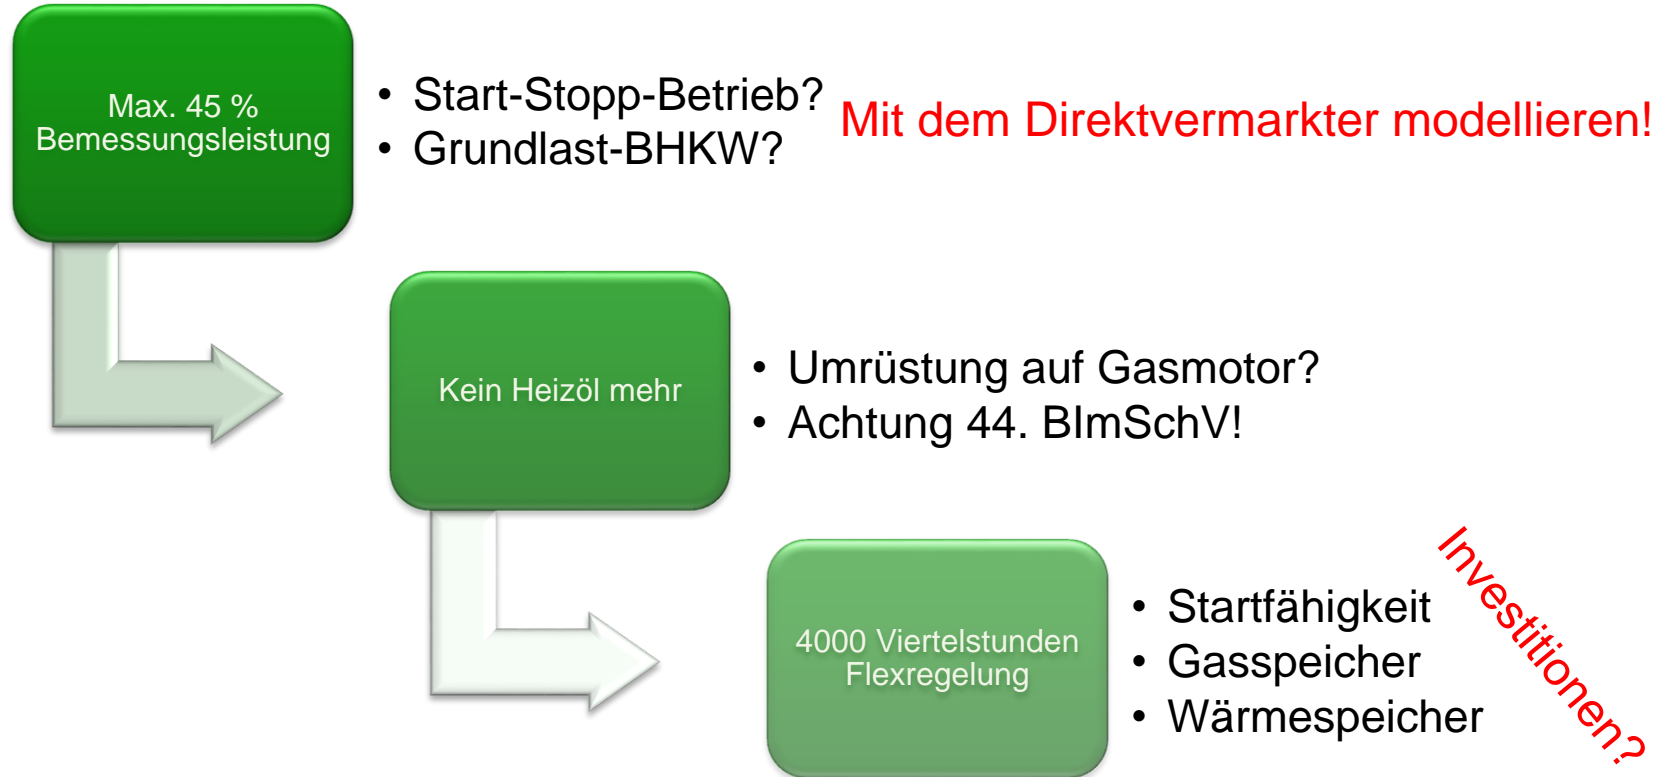 Max. 45 %
Bemessungsleistung
• Start-Stopp-Betrieb?
• Grundlast-BHKW?
Mit dem Direktvermarkter modellieren!
Kein Heizöl mehr
• Umrüstung auf Gasmotor?
• Achtung 44. BImSchV!
4000 Viertelstunden
Flexregelung
• Startfähigkeit
• Gasspeicher
• Wärmespeicher
Investitionen?